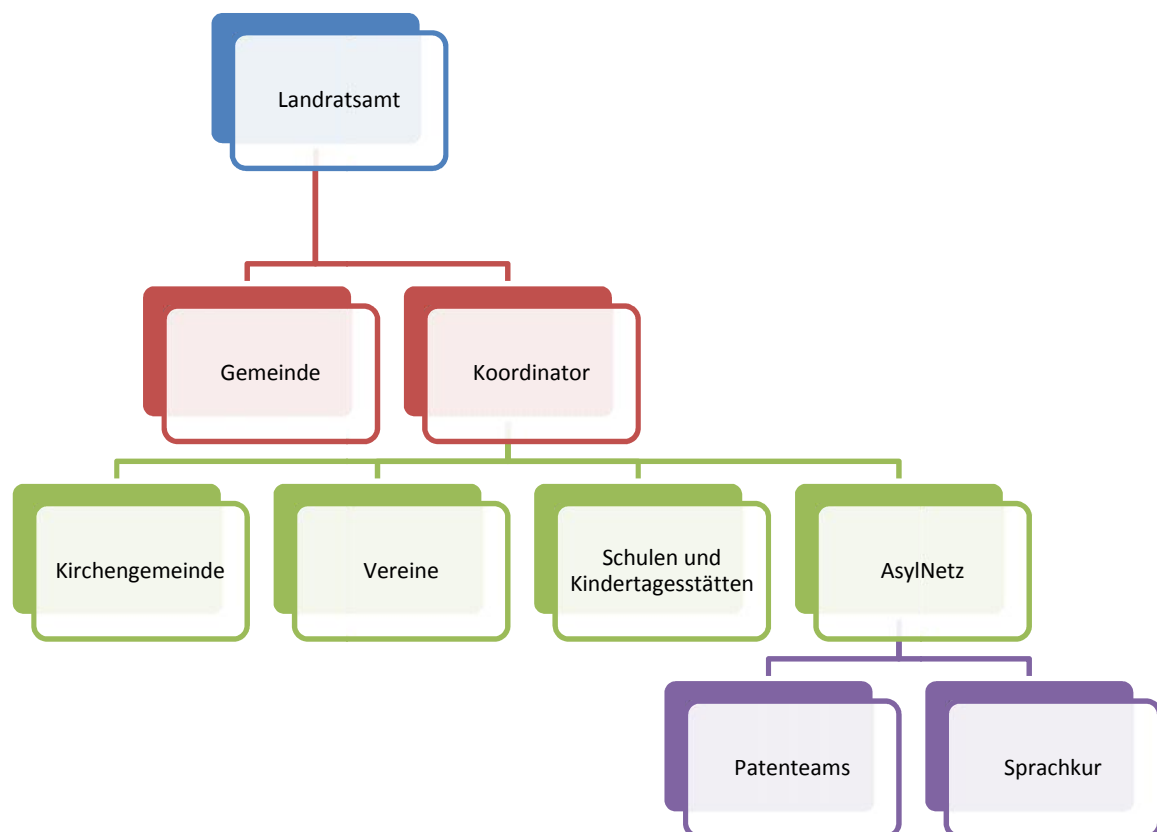 Landratsamt
Gemeinde
Koordinator
Kirchengemeinde
Vereine
Schulen und
Kindertagesstätten
AsylNetz
Patenteams
Sprachkur